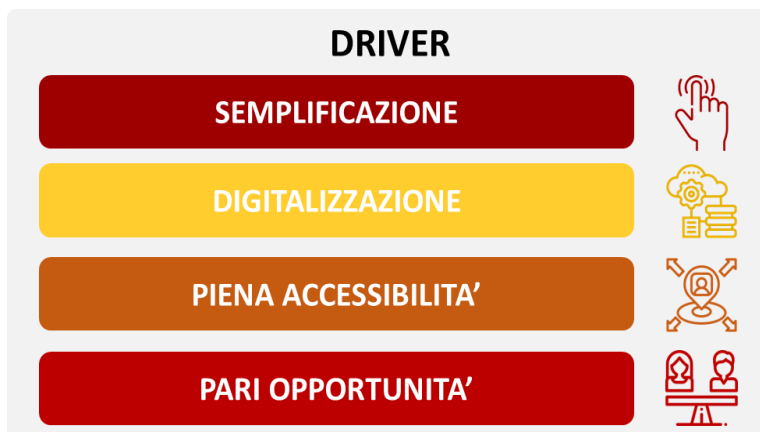 DRIVER
SEMPLIFICAZIONE
DIGITALIZZAZIONE
PIENA ACCESSIBILITA’
PARI OPPORTUNITA’